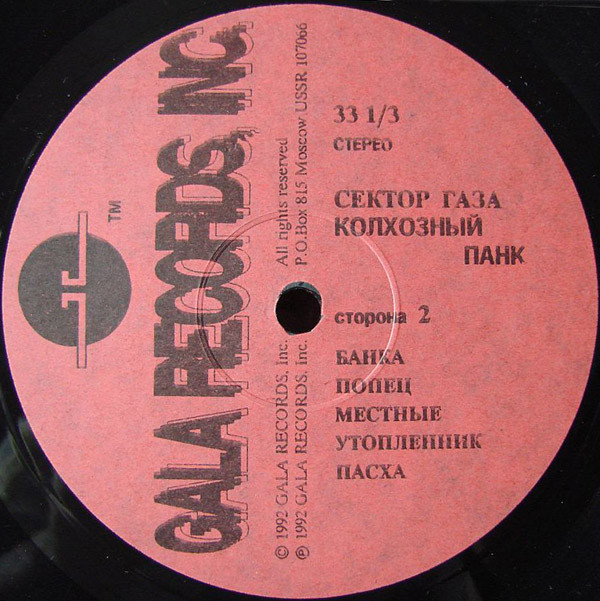 GALA RECORDS, INC.
TM
© 1992 GALA RECORDS, inc. All rights reserved
℗ 1992 GALA RECORDS, inc. P.O.Box 815 Moscow USSR 107066
33 1/3
СТЕРЕО
СЕКТОР ГАЗА
КОЛХОЗНЫЙ
ПАНК
сторона 2
БАНКА
ПОПЕЦ
МЕСТНЫЕ
УТОПЛЕННИК
ПАСХА